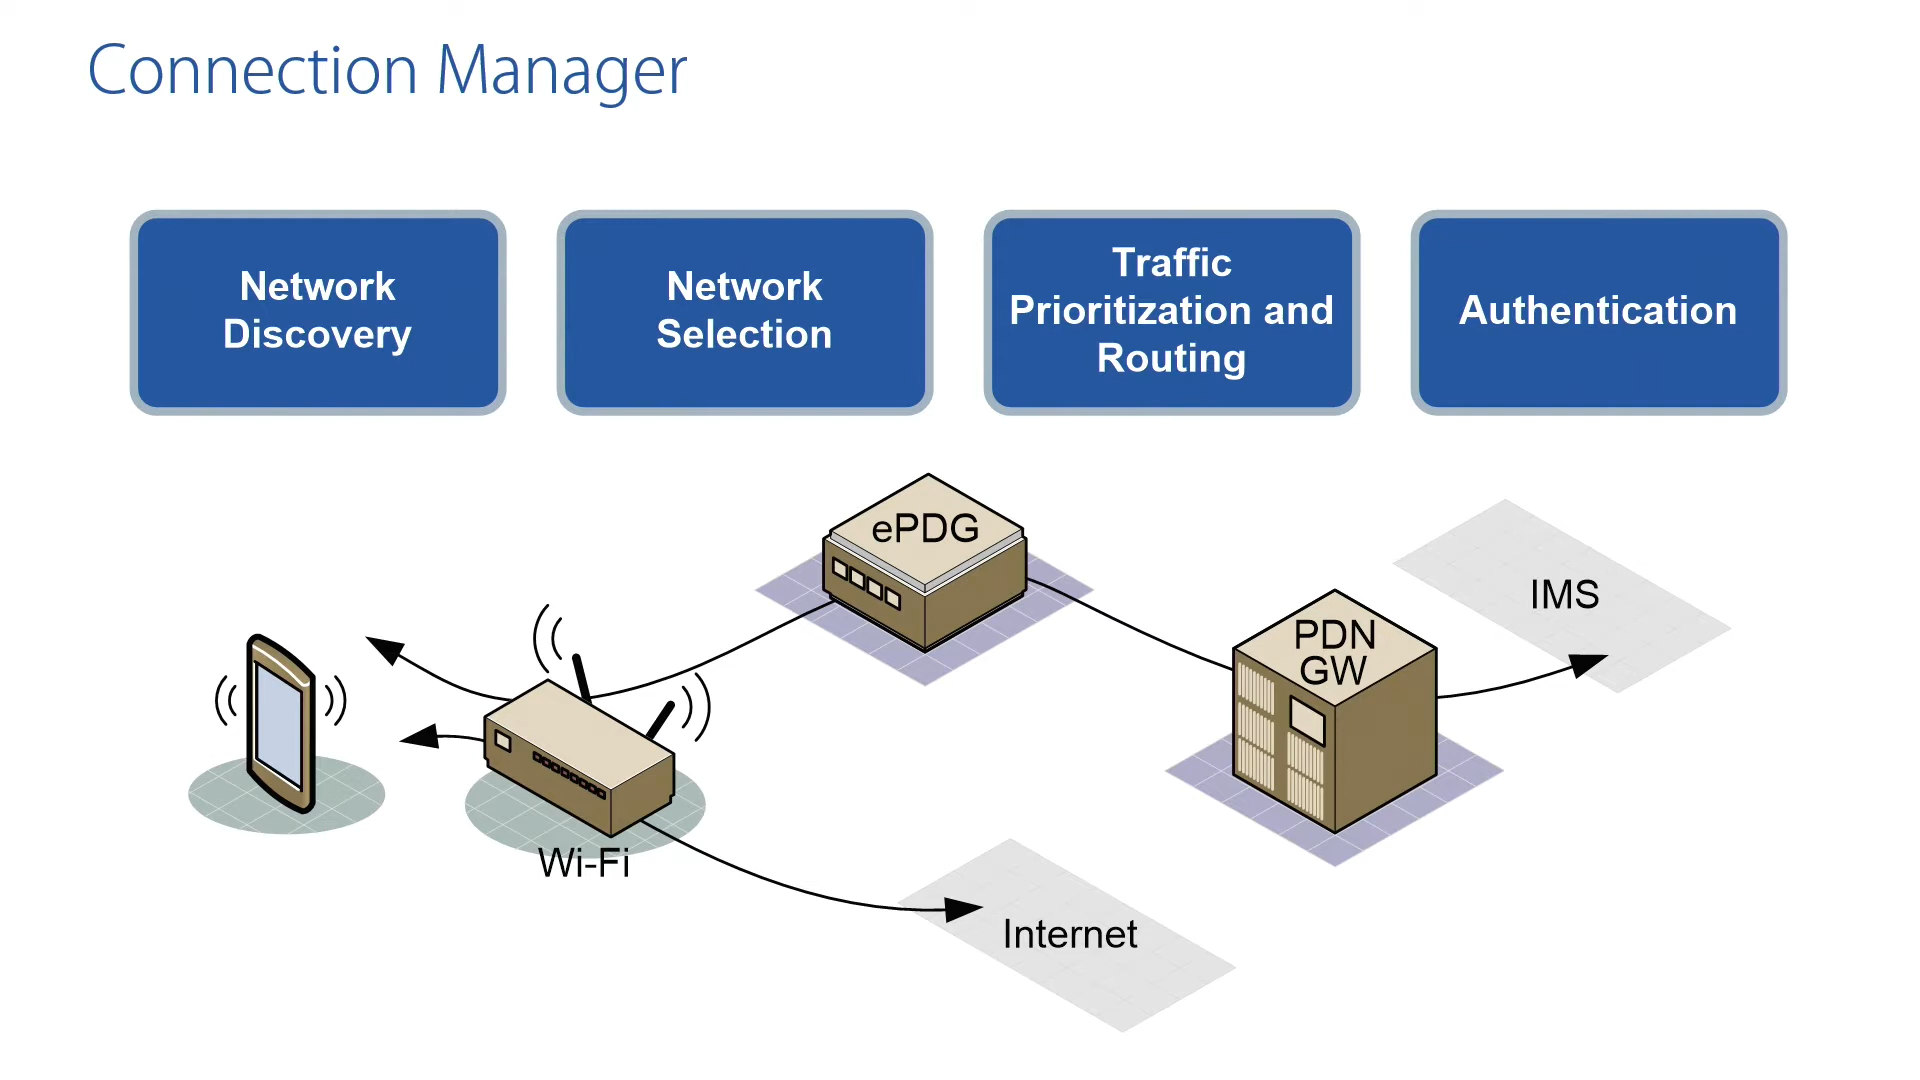 Connection Manager
Network
Discovery
Network
Selection
Traffic
Prioritization and
Routing
Authentication
ePDG
IMS
PDN
GW
Wi-Fi
Internet